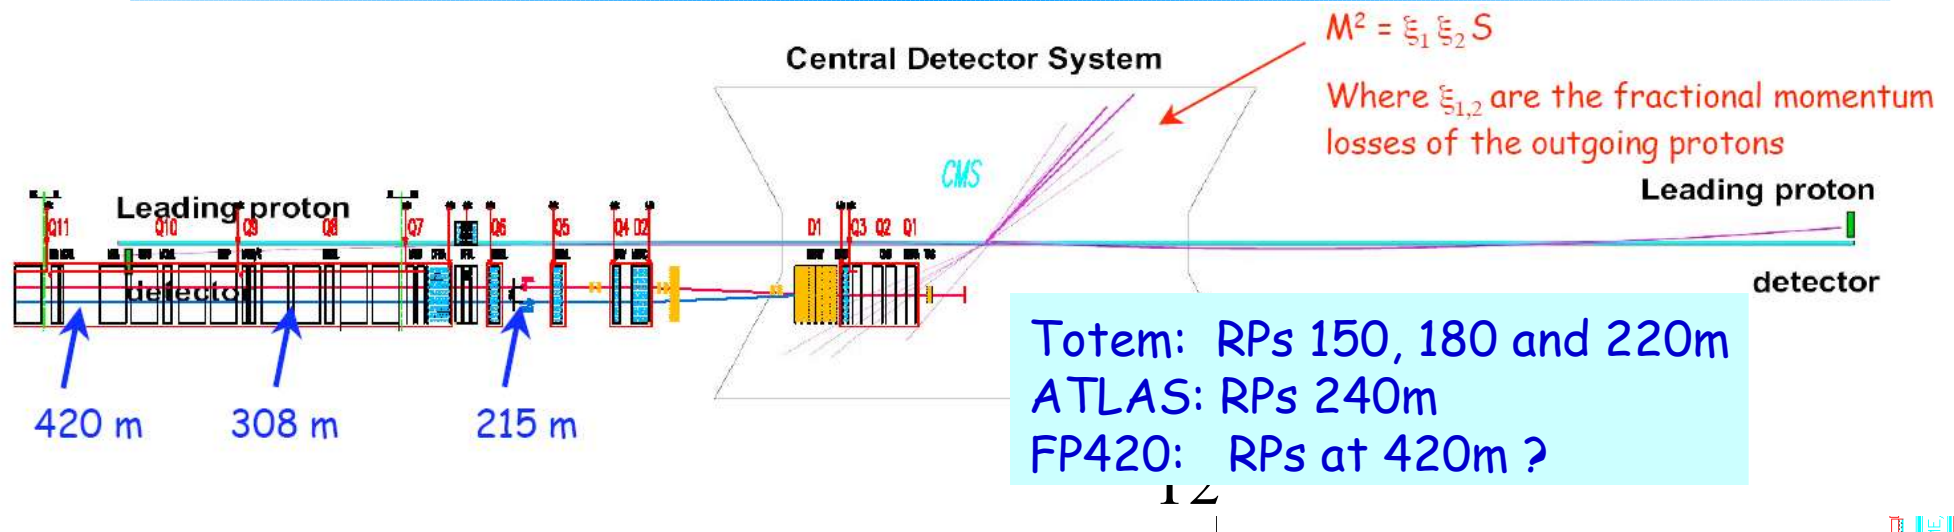 M² = ξ₁ ξ₂ S
Central Detector System
Where ξ₁,₂ are the fractional momentum
losses of the outgoing protons
CMS
Leading proton
detector
Leading proton
detector
Q11 Q10 Q9 Q8 Q7 Q6 Q5 Q4 D2 D1 Q3 Q2 Q1
420 m 308 m 215 m
Totem: RPs 150, 180 and 220m
ATLAS: RPs 240m
FP420: RPs at 420m ?